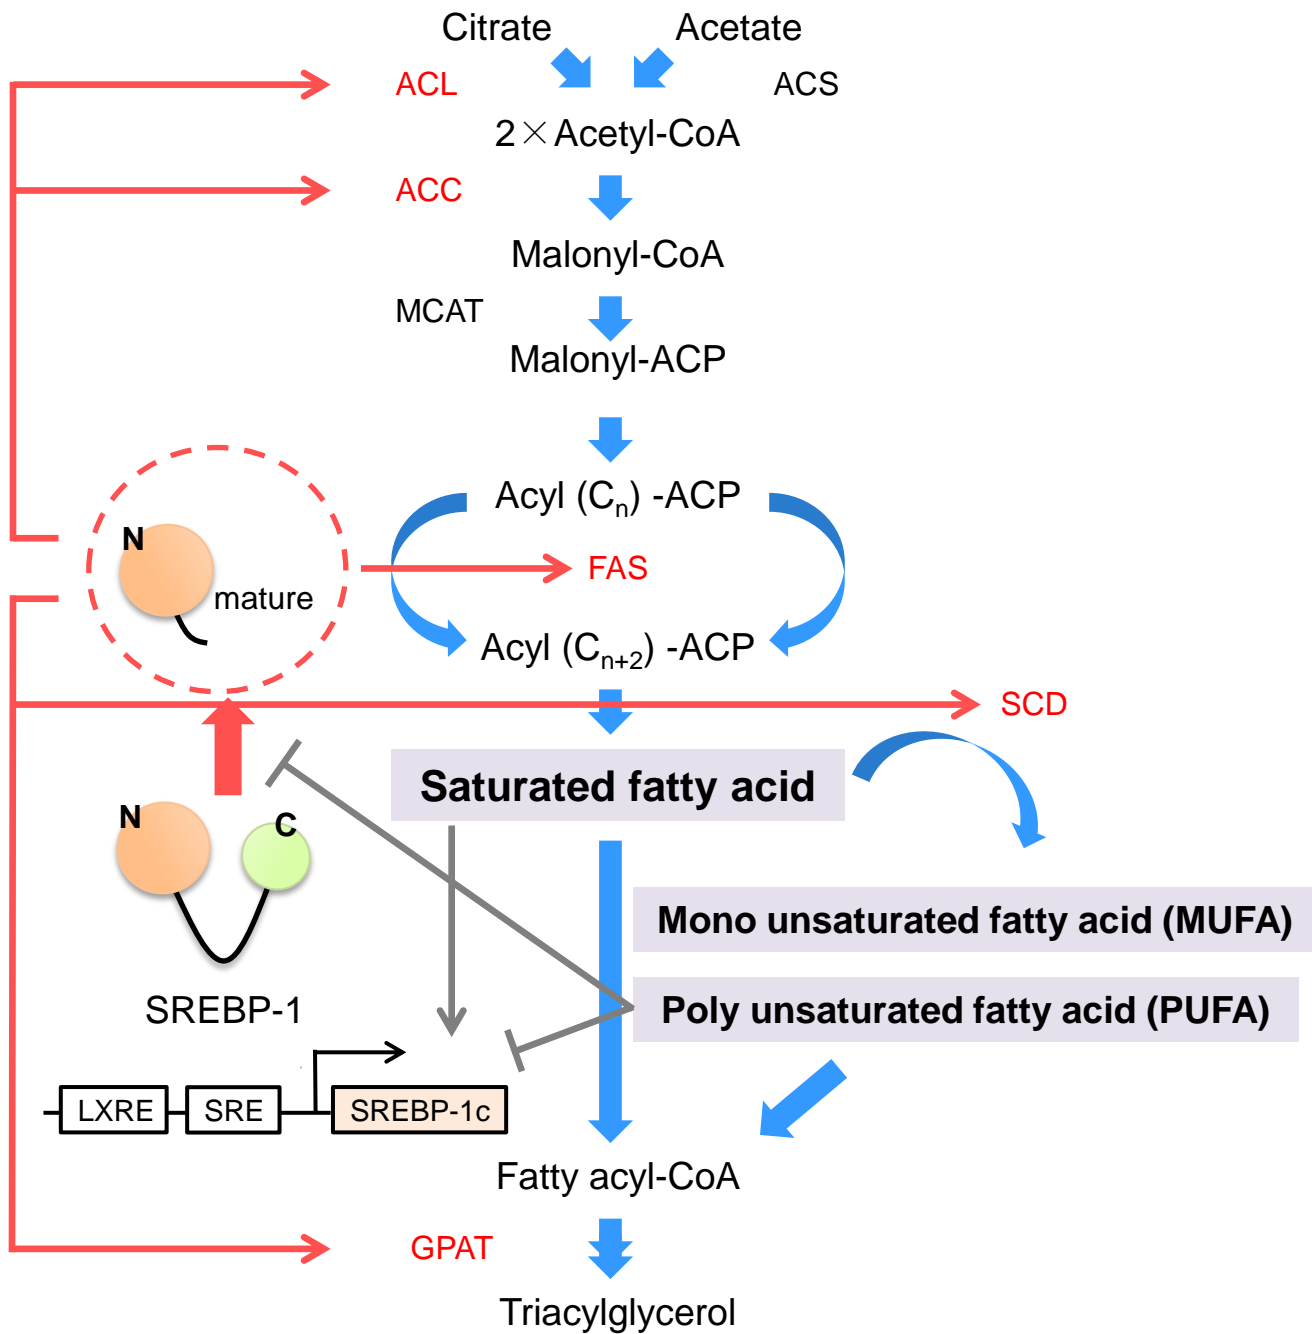 Citrate Acetate
ACL ACS
2×Acetyl-CoA
ACC
Malonyl-CoA
MCAT
Malonyl-ACP
Acyl (Cn) -ACP
N
FAS
mature
Acyl (Cn+2) -ACP
SCD
Saturated fatty acid
N C
Mono unsaturated fatty acid (MUFA)
Poly unsaturated fatty acid (PUFA)
SREBP-1
LXRE SRE SREBP-1c
Fatty acyl-CoA
GPAT
Triacylglycerol